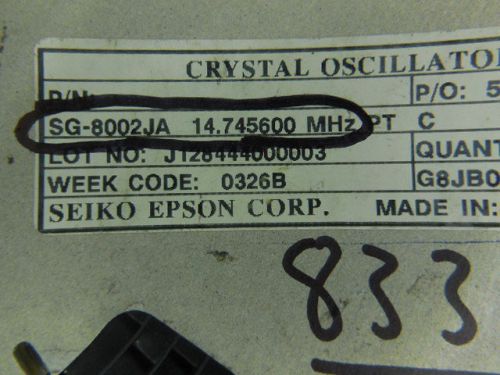 CRYSTAL OSCILLATO
P/N: P/O: 5
SG-8002JA 14.745600 MHz PT C
LOT NO: J128444000003 QUANT
WEEK CODE: 0326B G8JB0
SEIKO EPSON CORP. MADE IN:
833